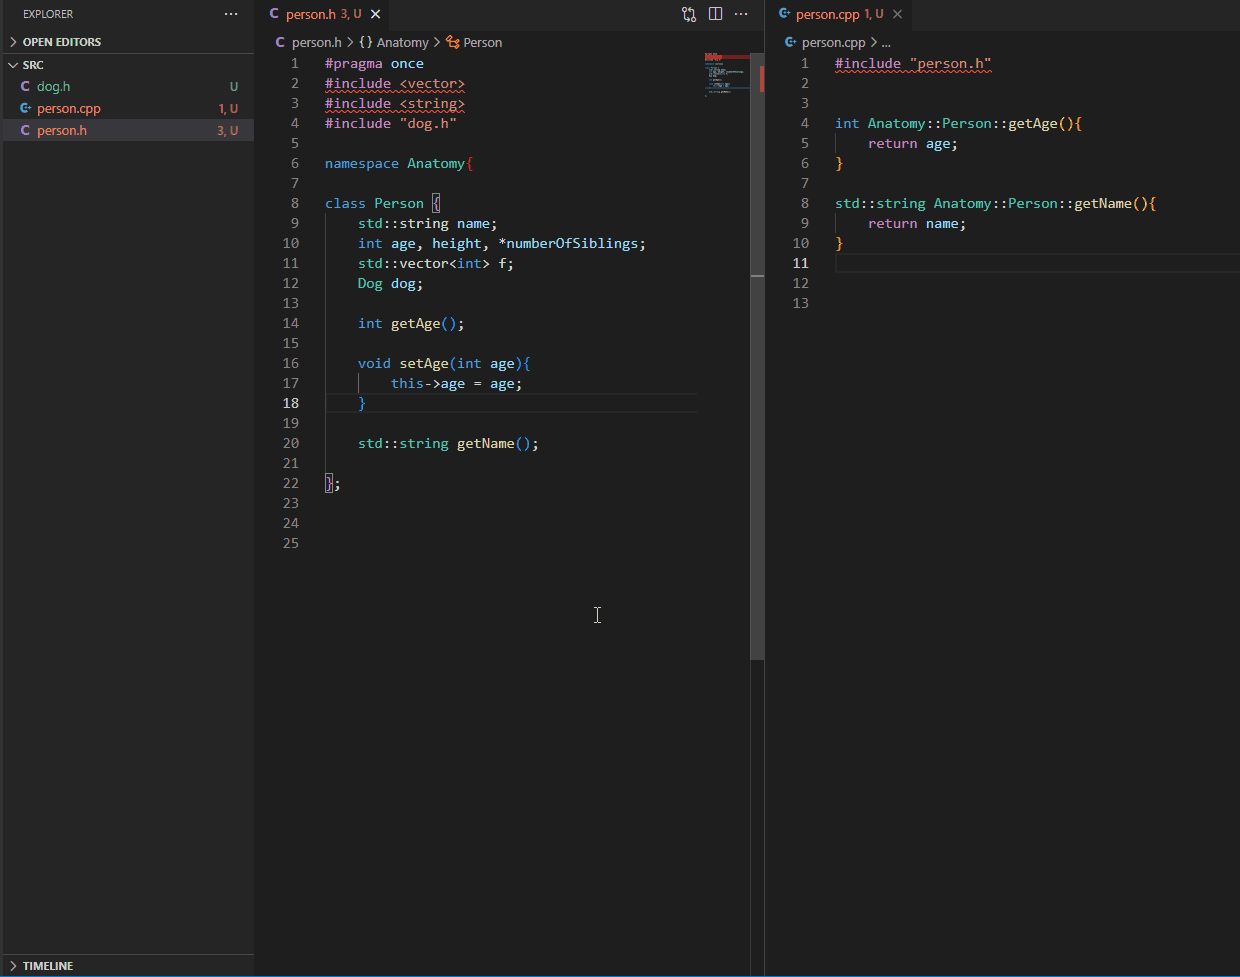 EXPLORER
OPEN EDITORS
SRC
dog.h U
person.cpp 1, U
person.h 3, U
TIMELINE
person.h 3, U
person.h > {} Anatomy > Person
1 #pragma once
2 #include <vector>
3 #include <string>
4 #include "dog.h"
5
6 namespace Anatomy{
7
8 class Person {
9 std::string name;
10 int age, height, *numberOfSiblings;
11 std::vector<int> f;
12 Dog dog;
13
14 int getAge();
15
16 void setAge(int age){
17 this->age = age;
18 }
19
20 std::string getName();
21
22 };
23
24
25
person.cpp 1, U
person.cpp > ...
1 #include "person.h"
2
3
4 int Anatomy::Person::getAge(){
5 return age;
6 }
7
8 std::string Anatomy::Person::getName(){
9 return name;
10 }
11
12
13